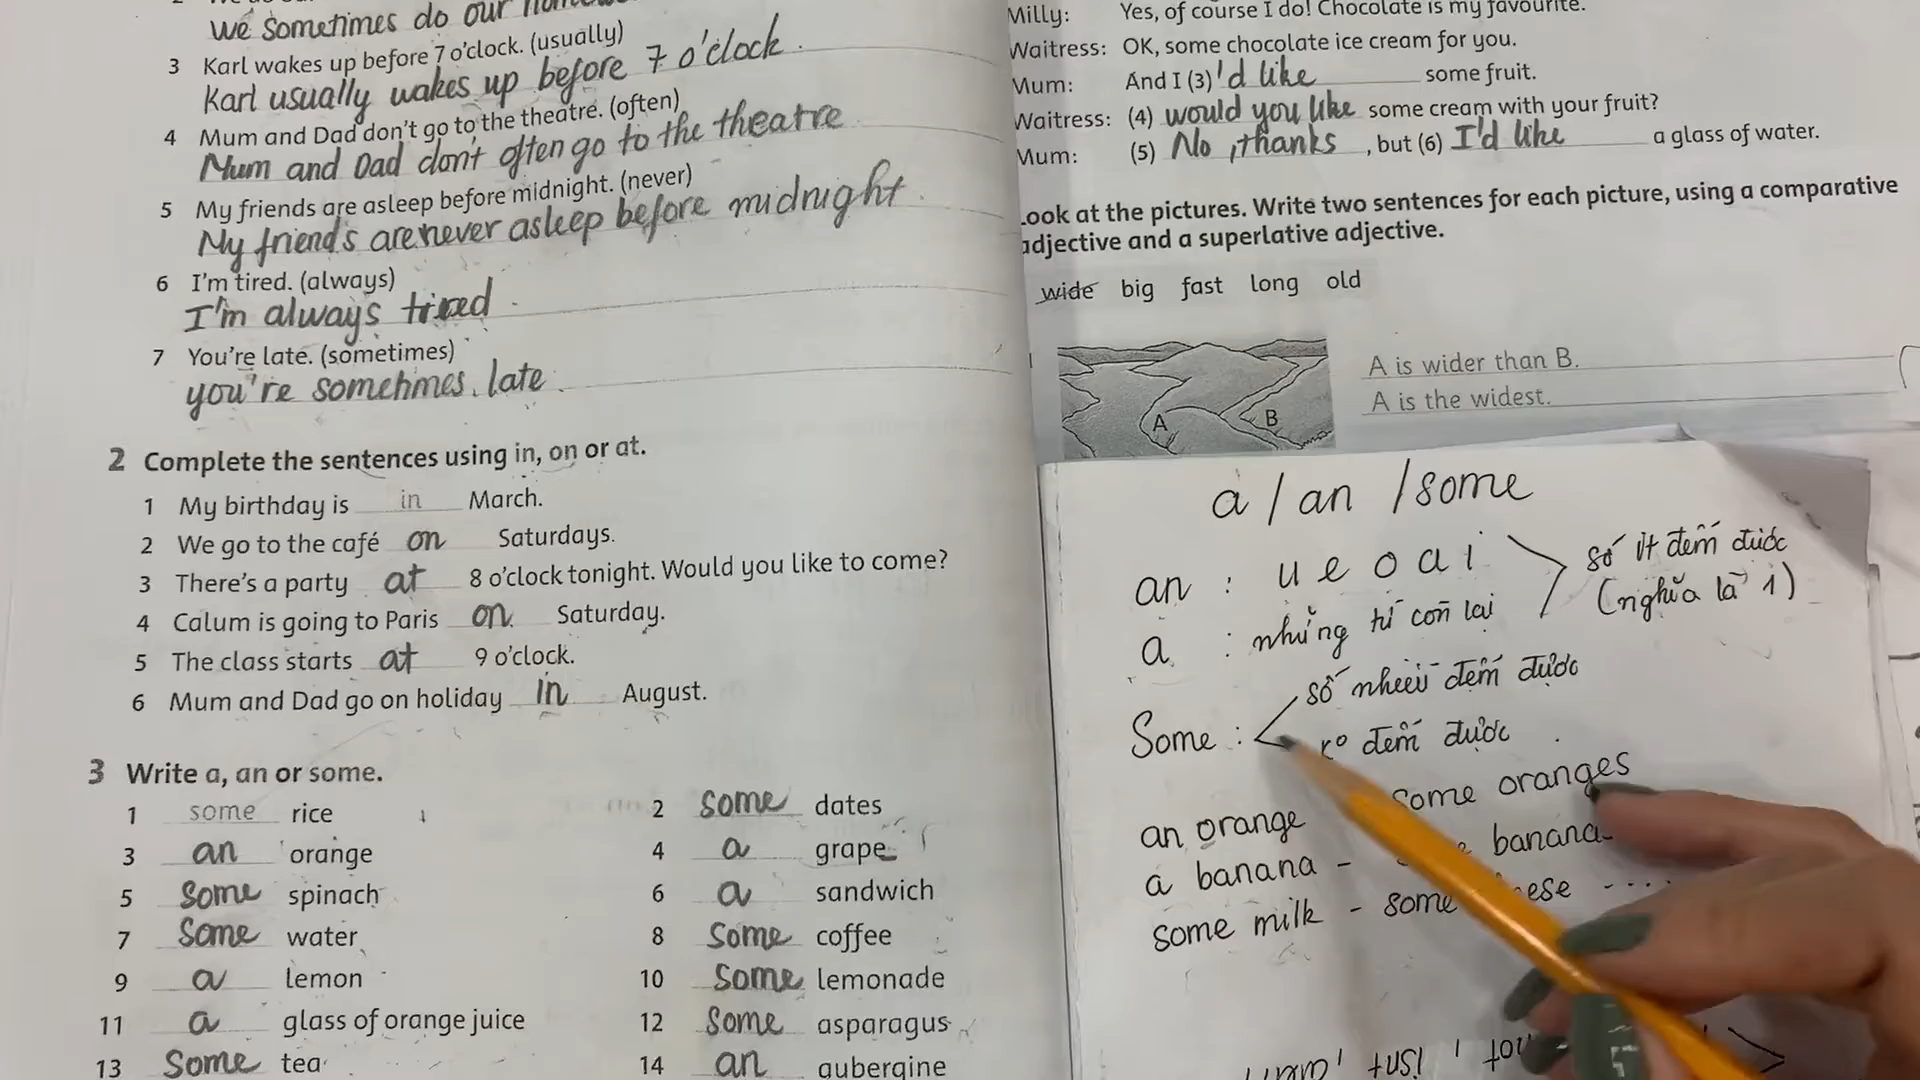 We sometimes do our
3 Karl wakes up before 7 o'clock. (usually)
Karl usually wakes up before 7 o'clock.
4 Mum and Dad don't go to the theatre. (often)
Mum and Dad don't often go to the theatre
5 My friends are asleep before midnight. (never)
My friends are never asleep before midnight.
6 I'm tired. (always)
I'm always tired.
7 You're late. (sometimes)
you're sometimes late.
2 Complete the sentences using in, on or at.
1 My birthday is in March.
2 We go to the café on Saturdays.
3 There's a party at 8 o'clock tonight. Would you like to come?
4 Calum is going to Paris on Saturday.
5 The class starts at 9 o'clock.
6 Mum and Dad go on holiday in August.
3 Write a, an or some.
1 some rice
2 some dates
3 an orange
4 a grape
5 some spinach
6 a sandwich
7 some water
8 some coffee
9 a lemon
10 some lemonade
11 a glass of orange juice
12 some asparagus
13 some tea
14 an aubergine
Milly: Yes, of course I do! Chocolate is my favourite.
Waitress: OK, some chocolate ice cream for you.
Mum: And I (3) 'd like some fruit.
Waitress: (4) would you like some cream with your fruit?
Mum: (5) No, thanks, but (6) I'd like a glass of water.
Look at the pictures. Write two sentences for each picture, using a comparative
adjective and a superlative adjective.
wide big fast long old
A is wider than B.
A is the widest.
A B
a / an / some
an : u e o a i
a : những từ còn lại
số ít đếm được
(nghĩa là 1)
Some : số nhiều đếm được
đếm được
an orange some oranges
a banana - banana
some milk - some
not, isn't,